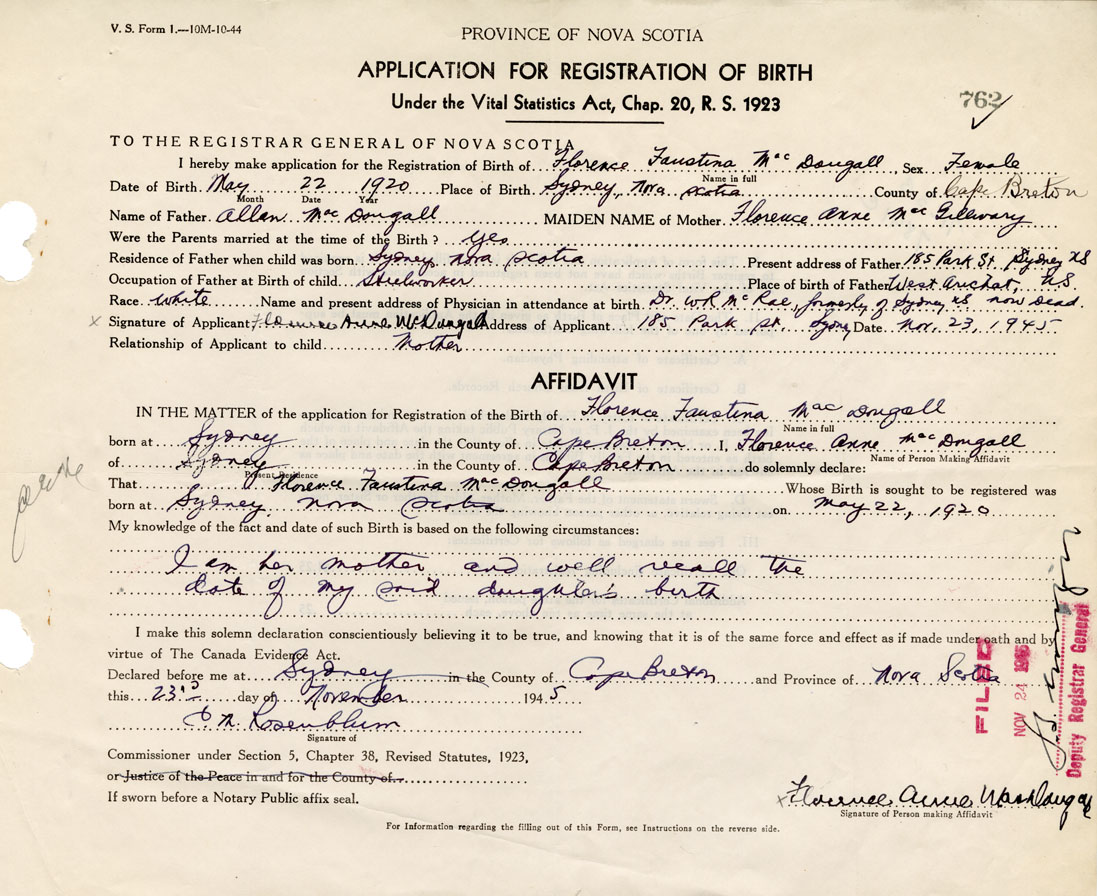 V. S. Form 1.—10M-10-44
PROVINCE OF NOVA SCOTIA
APPLICATION FOR REGISTRATION OF BIRTH
Under the Vital Statistics Act, Chap. 20, R. S. 1923
762
TO THE REGISTRAR GENERAL OF NOVA SCOTIA
I hereby make application for the Registration of Birth of Florence Faustina MacDougall, Sex Female
Name in full
Date of Birth May 22 1920 Place of Birth Sydney, Nova Scotia County of Cape Breton
Month Date Year
Name of Father Allan MacDougall MAIDEN NAME of Mother Florence Anne MacGillivary
Were the Parents married at the time of the Birth? yes
Residence of Father when child was born Sydney, Nova Scotia Present address of Father 185 Park St. Sydney NS
Occupation of Father at Birth of child Steelworker Place of birth of Father West Arichat, N.S.
Race White Name and present address of Physician in attendance at birth Dr. W.R. McRae, formerly of Sydney NS now dead.
x Signature of Applicant Florence Anne McDougall Address of Applicant 185 Park St, Sydney Date Nov. 23, 1945
Relationship of Applicant to child Mother
AFFIDAVIT
IN THE MATTER of the application for Registration of the Birth of Florence Faustina MacDougall
Name in full
born at Sydney in the County of Cape Breton I, Florence Anne MacDougall
Name of Person Making Affidavit
of Sydney in the County of Cape Breton do solemnly declare:
Present Residence
That Florence Faustina MacDougall Whose Birth is sought to be registered was
born at Sydney Nova Scotia on May 22, 1920
My knowledge of the fact and date of such Birth is based on the following circumstances:
I am her mother and well recall the
date of my said daughter's birth
I make this solemn declaration conscientiously believing it to be true, and knowing that it is of the same force and effect as if made under oath and by
virtue of The Canada Evidence Act.
Declared before me at Sydney in the County of Cape Breton and Province of Nova Scotia
this 23rd day of November 1945
C. M. Rosenblum
Signature of
Commissioner under Section 5, Chapter 38, Revised Statutes, 1923,
or Justice of the Peace in and for the County of
If sworn before a Notary Public affix seal.
x Florence Anne MacDougall
Signature of Person making Affidavit
For Information regarding the filling out of this Form, see Instructions on the reverse side.
FILED
NOV 24 1945
Deputy Registrar General